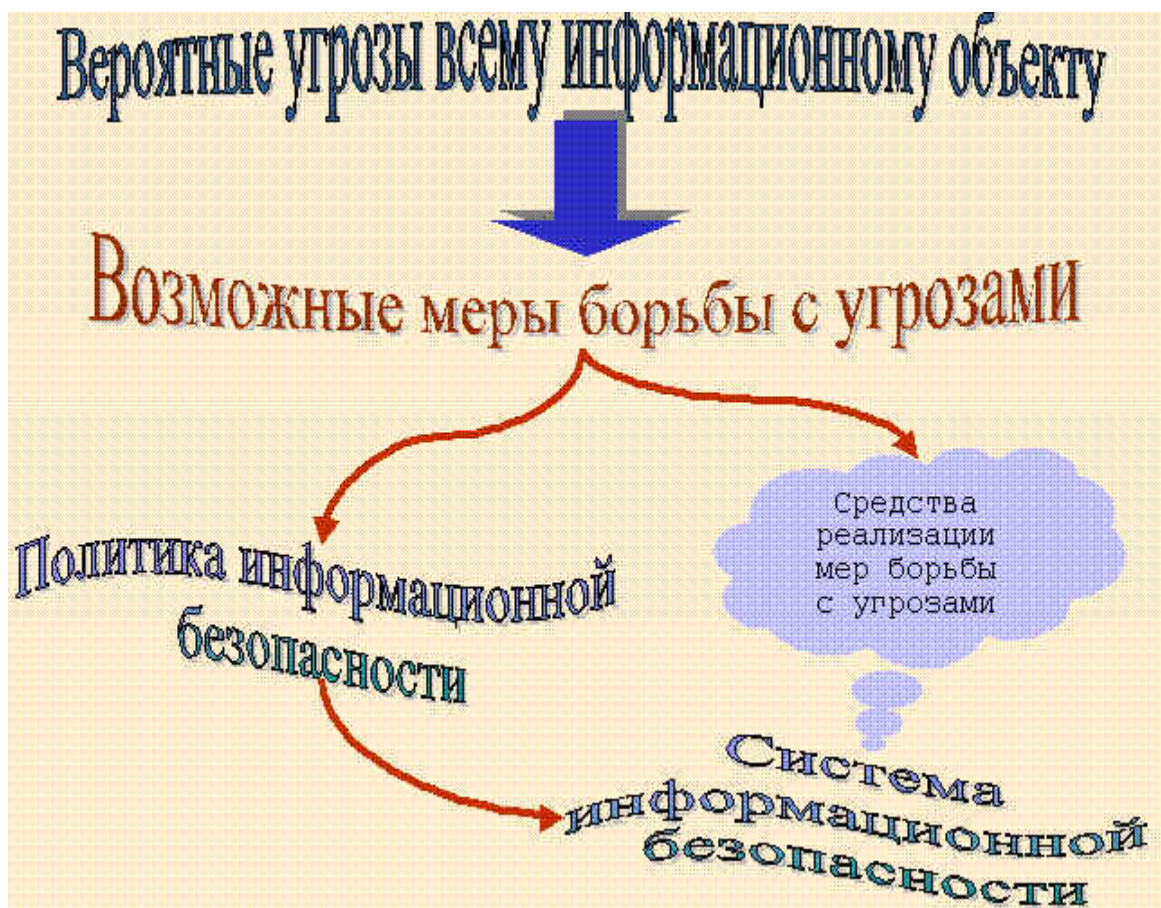 Вероятные угрозы всему информационному объекту
Возможные меры борьбы с угрозами
Средства
реализации
мер борьбы
с угрозами
Политика информационной
безопасности
Система
информационной
безопасности